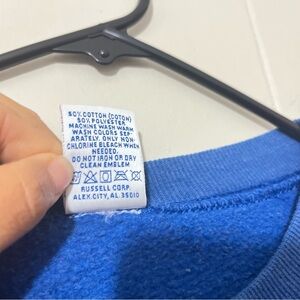 50% COTTON (COTON)
50% POLYESTER
MACHINE WASH WARM
WASH COLORS SEP-
ARATELY. ONLY NON-
CHLORINE BLEACH WHEN
NEEDED.
DO NOT IRON OR DRY
CLEAN EMBLEM
RUSSELL CORP.
ALEX.CITY, AL 35010